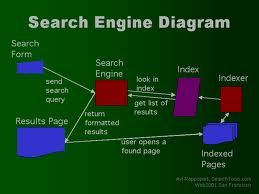 Search Engine Diagram
Search
Form
Search
Engine
look in
index
Index
Indexer
send
search
query
get list of
results
return
formatted
results
Results Page
user opens a
found page
Indexed
Pages
Avi Rappoport, SearchTools.com
Web2001 San Francisco